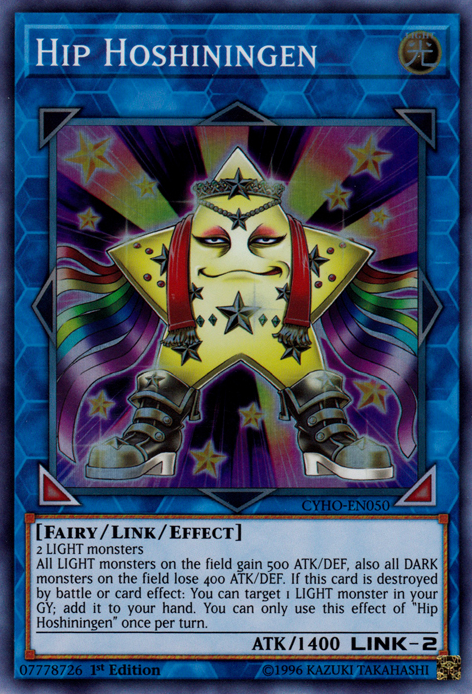 HIP HOSHININGEN
LIGHT
光
CYHO-EN050
[FAIRY/LINK/EFFECT]
2 LIGHT monsters
All LIGHT monsters on the field gain 500 ATK/DEF, also all DARK
monsters on the field lose 400 ATK/DEF. If this card is destroyed
by battle or card effect: You can target 1 LIGHT monster in your
GY; add it to your hand. You can only use this effect of "Hip
Hoshiningen" once per turn.
ATK/1400 LINK-2
07778726 1st Edition ©1996 KAZUKI TAKAHASHI